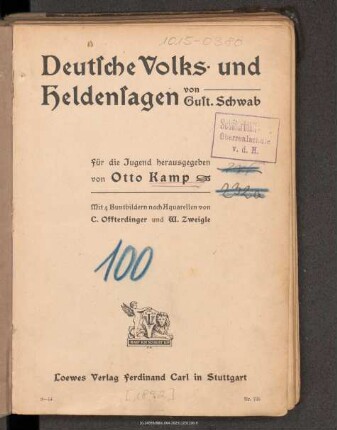 1015-0380
Deutsche Volks- und
Heldensagen von
Gust. Schwab
für die Jugend herausgegeben
von Otto Kamp
v. d. H.
Mit 4 Buntbildern nach Aquarellen von
C. Offterdinger und W. Zweigle
100
Loewes Verlag Ferdinand Carl in Stuttgart